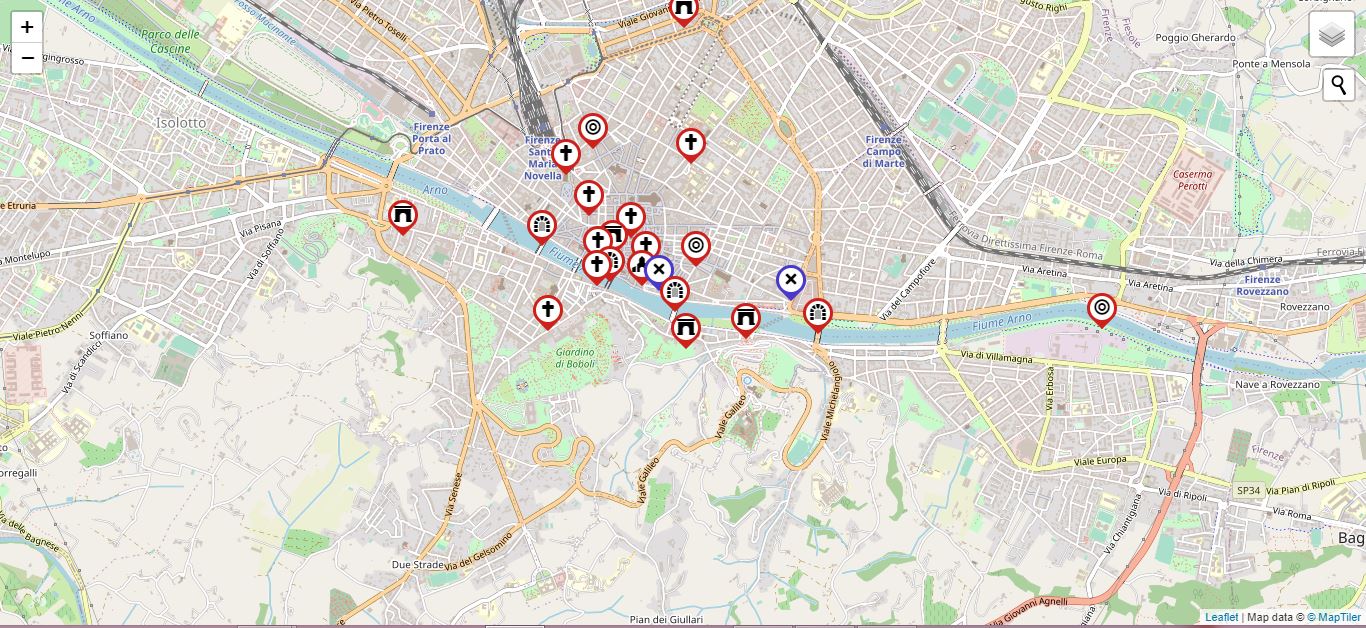 +
−
Via Pietro Toselli
Viale Giovan
gusto Righi
Firenze
Fiesole
Poggio Gherardo
Ponte a Mensola
Parco delle
Cascine
Fosso Macinante
Isolotto
Firenze
Porta al
Prato
Firenze
Santa
Maria
Novella
Firenze
Campo
di Marte
Caserma
Perotti
Arno
e Etruria
Via Pisana
a Montelupo
Via di Soffiano
Ferrovia Direttissima Firenze-Roma
Ferrovia F
Via della Chimera
Via Aretina
Via Aretina
Firenze
Rovezzano
Rovezzano
Via del Campofiore
Fiume Arno
Fiume
Viale Pietro Nenni
Soffiano
Via di Scandicci
Giardino
di Boboli
Via di Villamagna
Via Erbosa
Nave a Rovezzano
Viale Galileo
Viale Michelangiolo
Viale Galileo
Viale Europa
Via di Ripoli
SP34
Via Pian di Ripoli
Firenze
Via Roma
Bag
Via Chiantigiana
Via Senese
orregalli
Via delle Bagnese
Due Strade
Via del Gelsomino
Pian dei Giullari
Via Giovanni Agnelli
Leaflet | Map data © © MapTiler